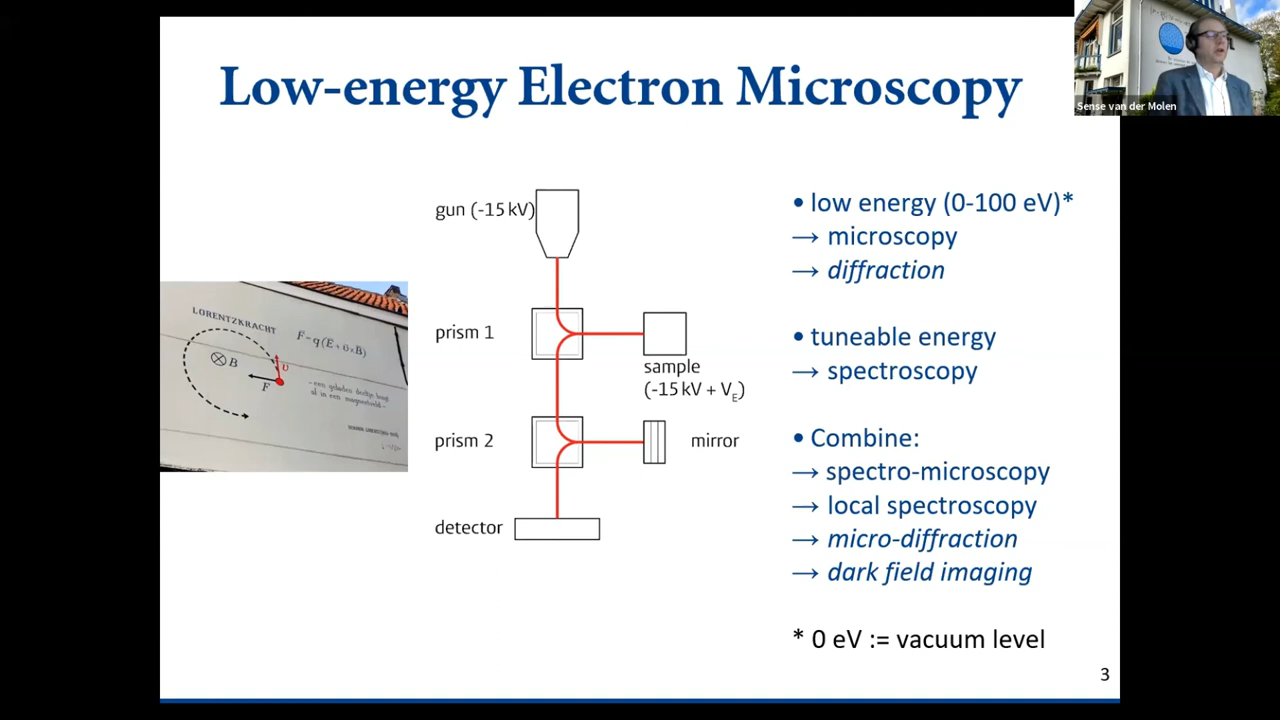 Low-energy Electron Microscopy
Sense van der Molen
gun (-15 kV)
prism 1
sample
(-15 kV + V_E)
prism 2
mirror
detector
LORENTZKRACHT
F=q(E+v×B)
B
v
F
• low energy (0-100 eV)*
→ microscopy
→ diffraction
• tuneable energy
→ spectroscopy
• Combine:
→ spectro-microscopy
→ local spectroscopy
→ micro-diffraction
→ dark field imaging
* 0 eV := vacuum level
3